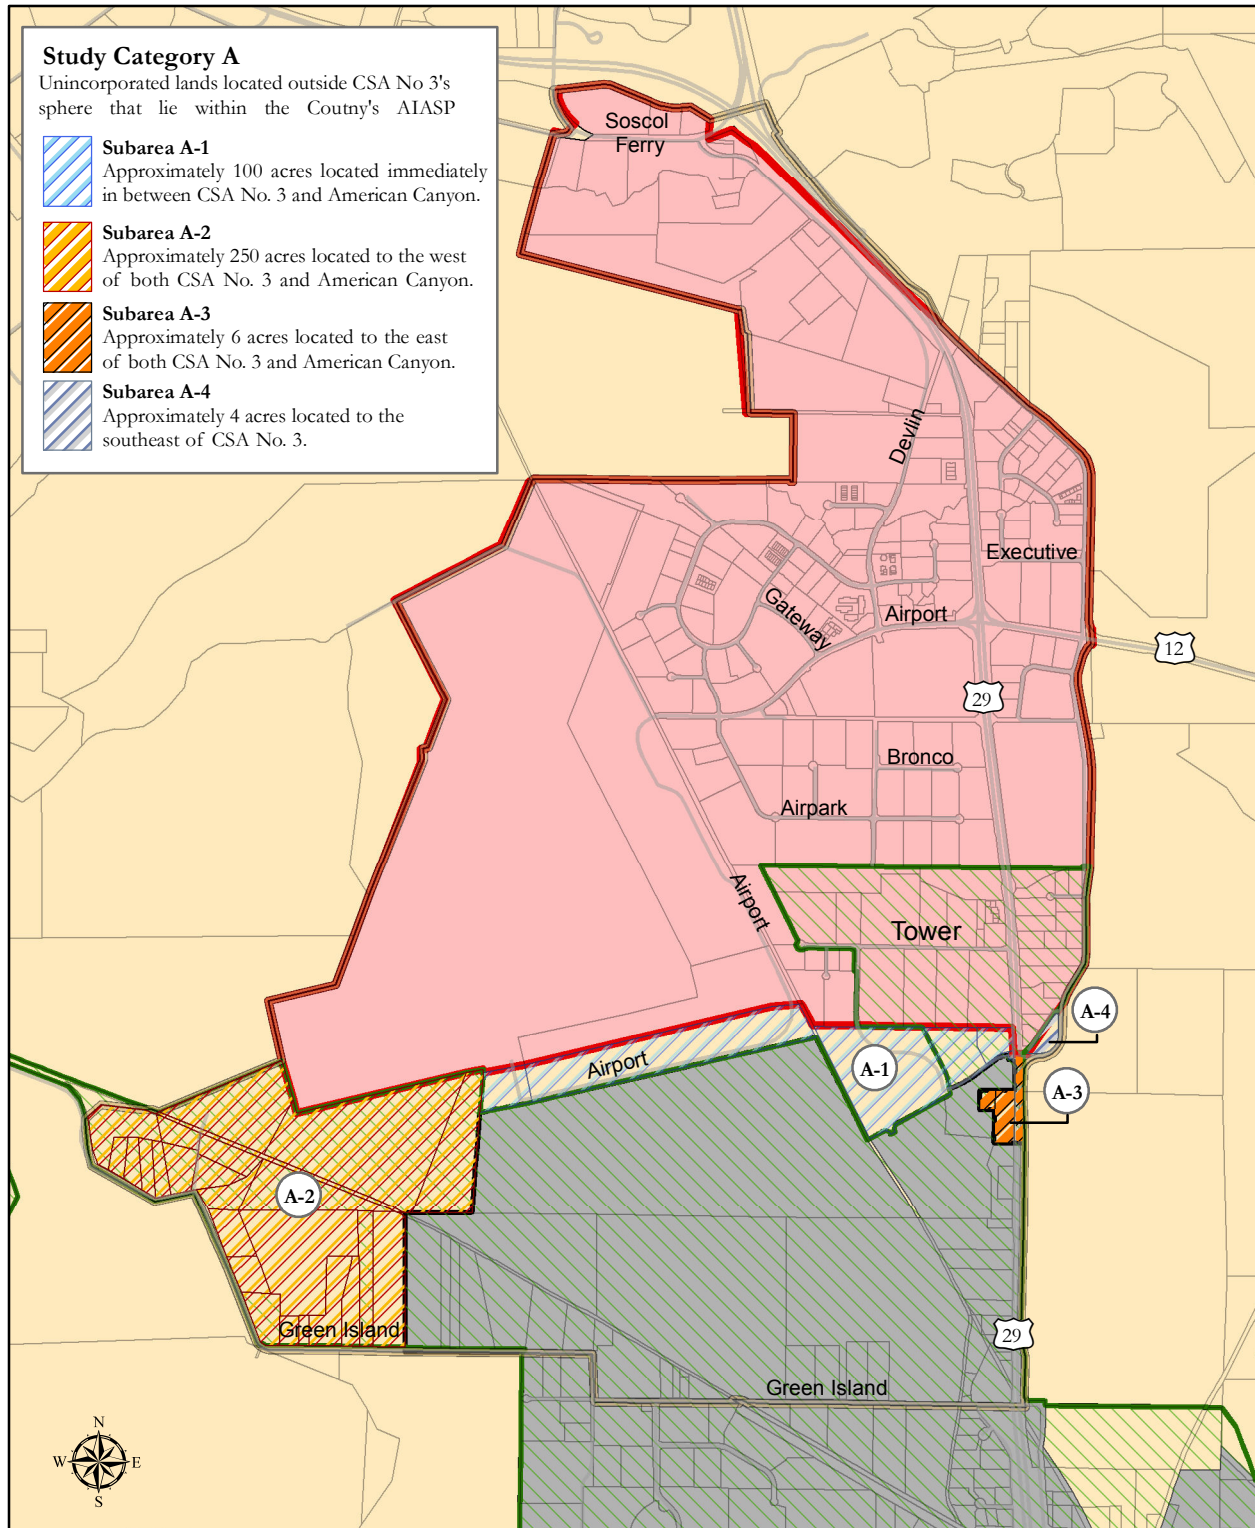 Study Category A
Unincorporated lands located outside CSA No 3's
sphere that lie within the Coutny's AIASP
Subarea A-1
Approximately 100 acres located immediately
in between CSA No. 3 and American Canyon.
Subarea A-2
Approximately 250 acres located to the west
of both CSA No. 3 and American Canyon.
Subarea A-3
Approximately 6 acres located to the east
of both CSA No. 3 and American Canyon.
Subarea A-4
Approximately 4 acres located to the
southeast of CSA No. 3.
Soscol
Ferry
Devlin
Executive
Gateway
Airport
12
29
Bronco
Airpark
Airport
Tower
A-4
Airport
A-1
A-3
A-2
Green Island
29
Green Island
N
W
E
S